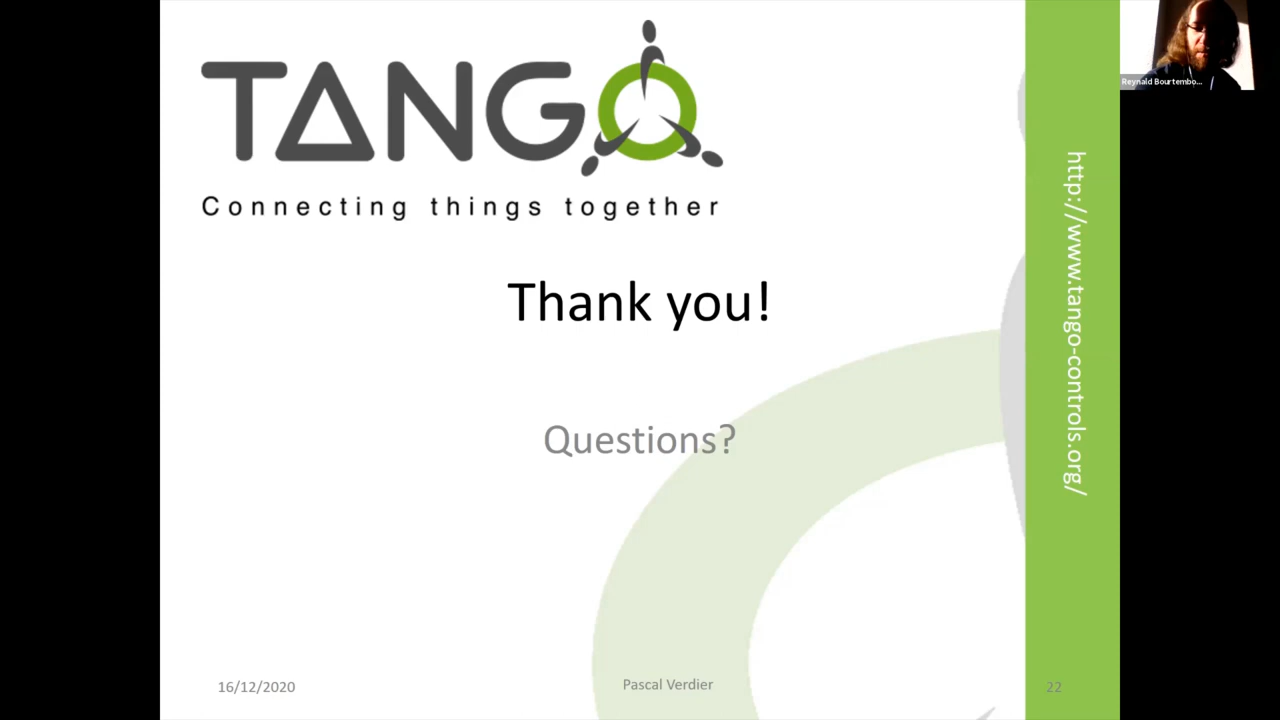 TANGO
Connecting things together
Thank you!
Questions?
http://www.tango-controls.org/
16/12/2020
Pascal Verdier
22
Reynald Bourtembo...